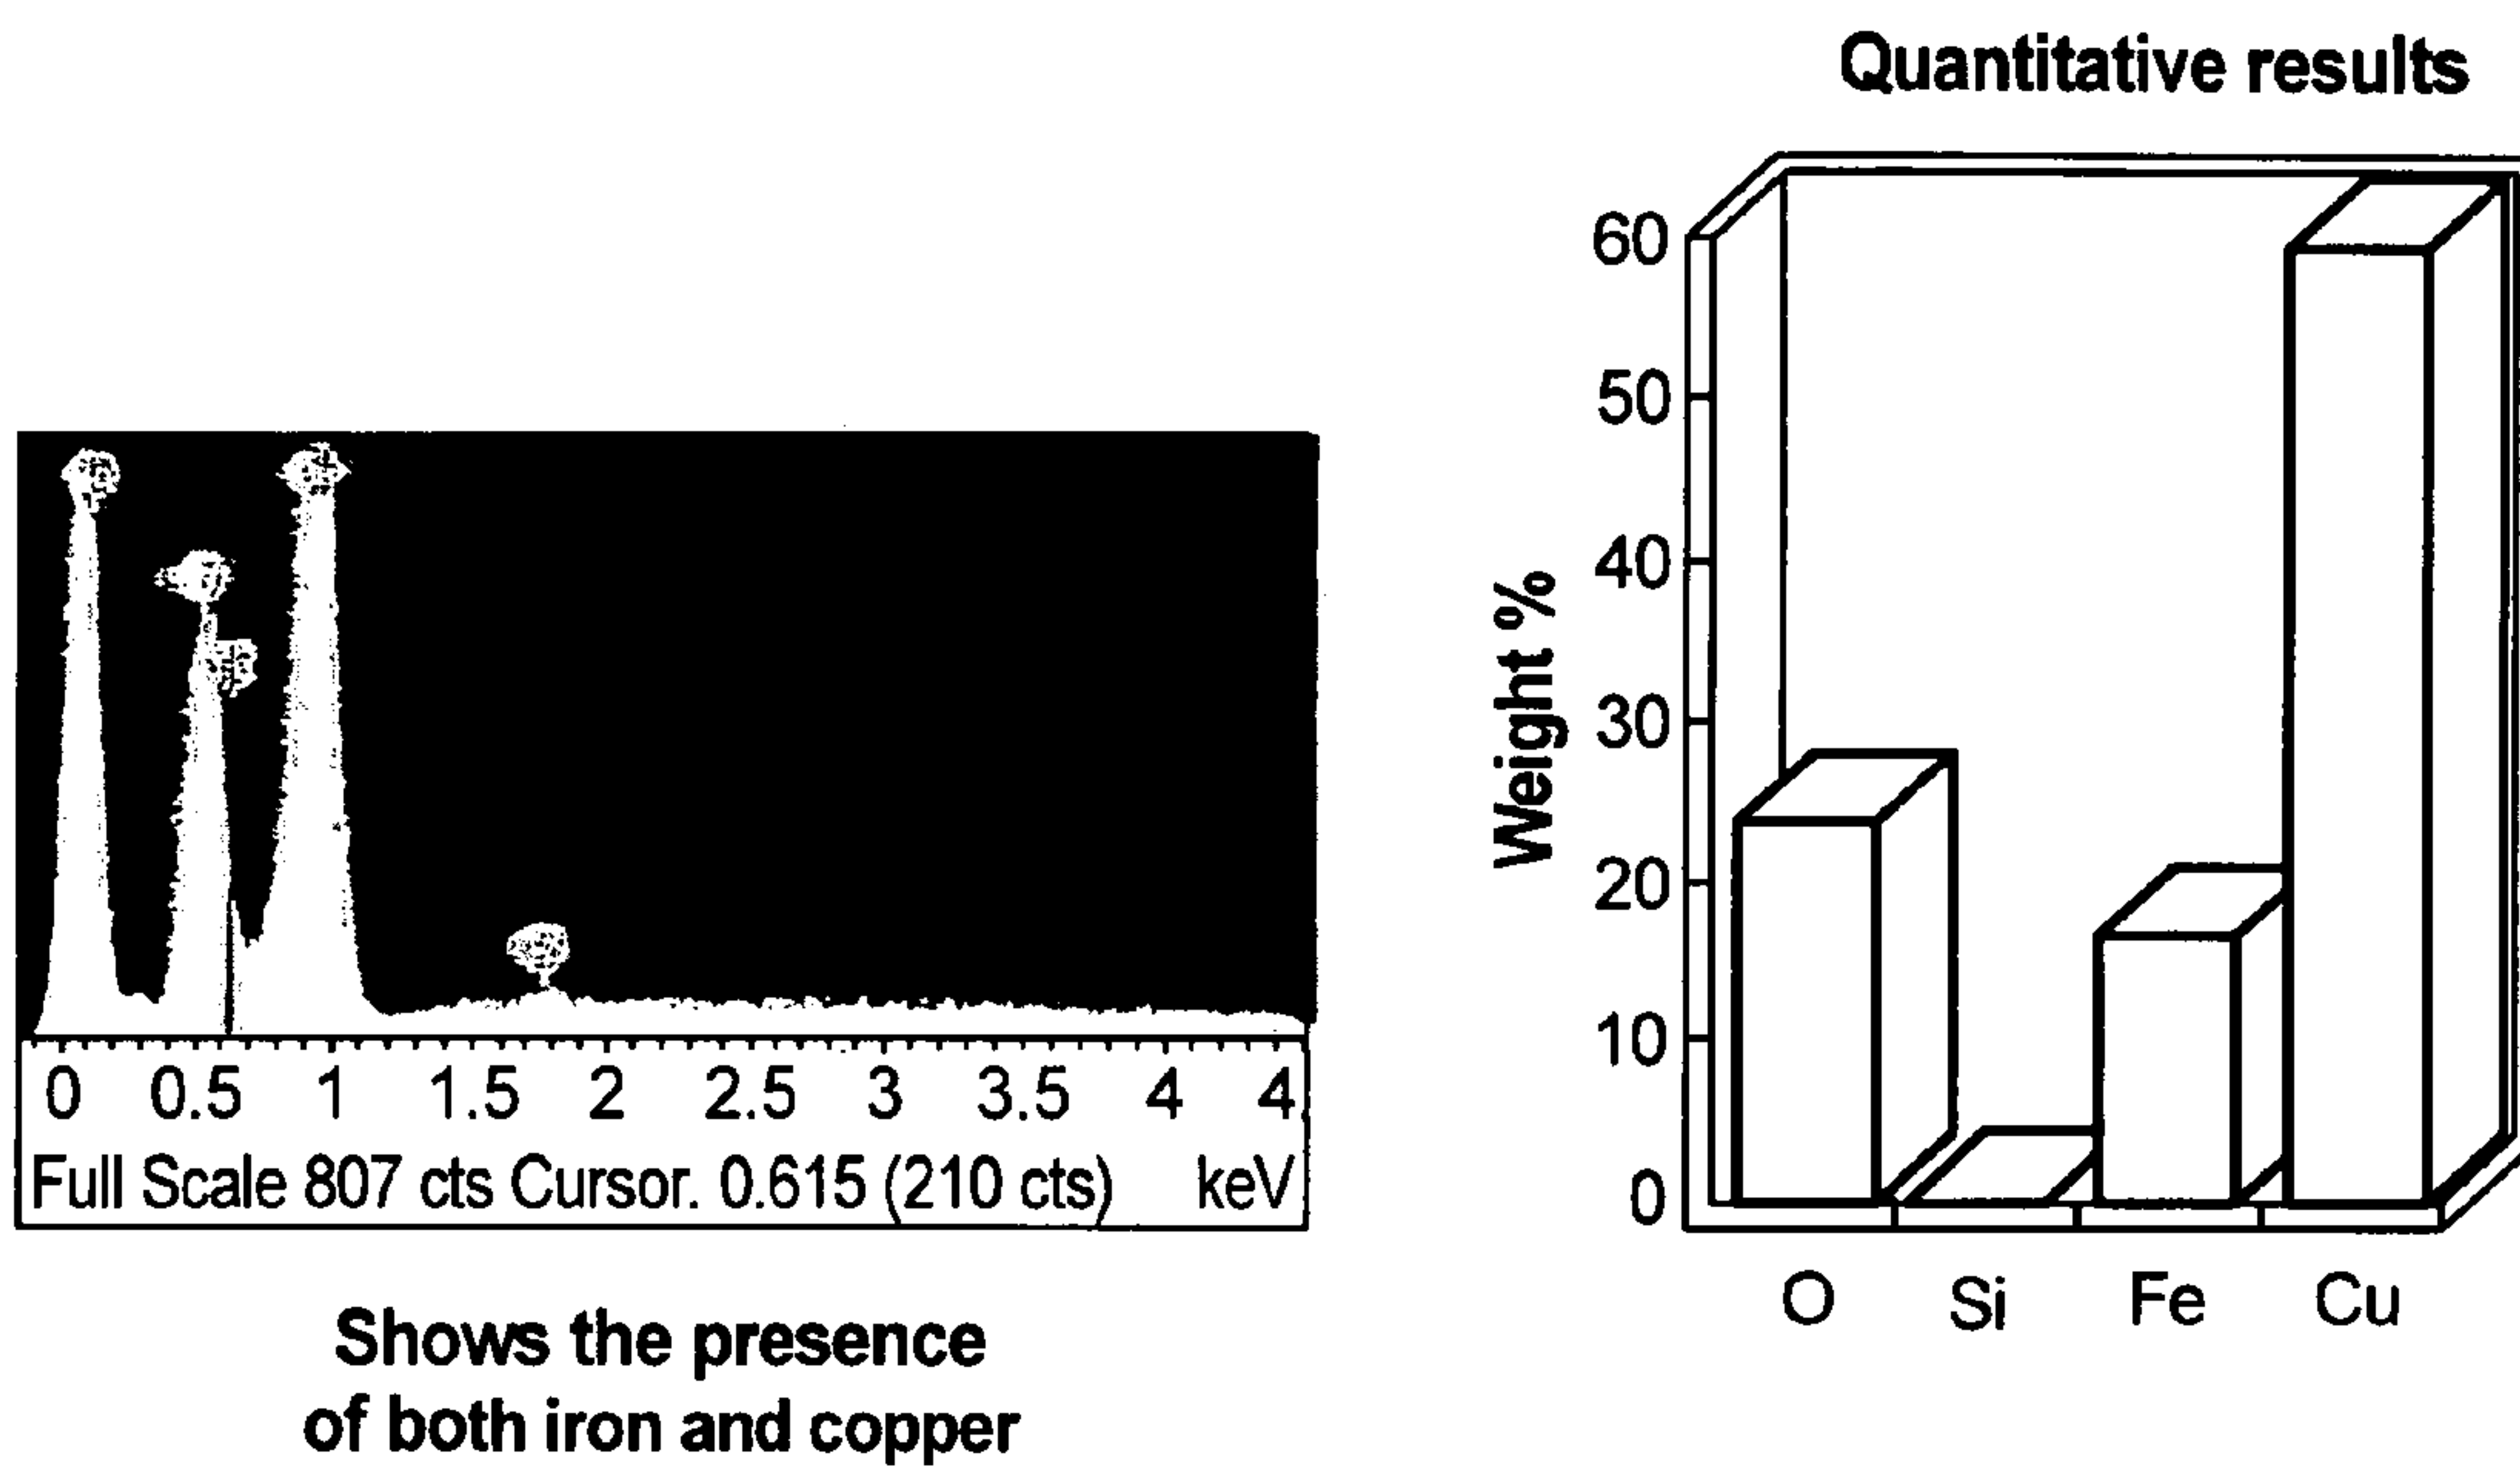 Quantitative results
60
50
40
30
20
10
0
Weight %
O Si Fe Cu
0 0.5 1 1.5 2 2.5 3 3.5 4 4
Full Scale 807 cts Cursor. 0.615 (210 cts) keV
Shows the presence
of both iron and copper